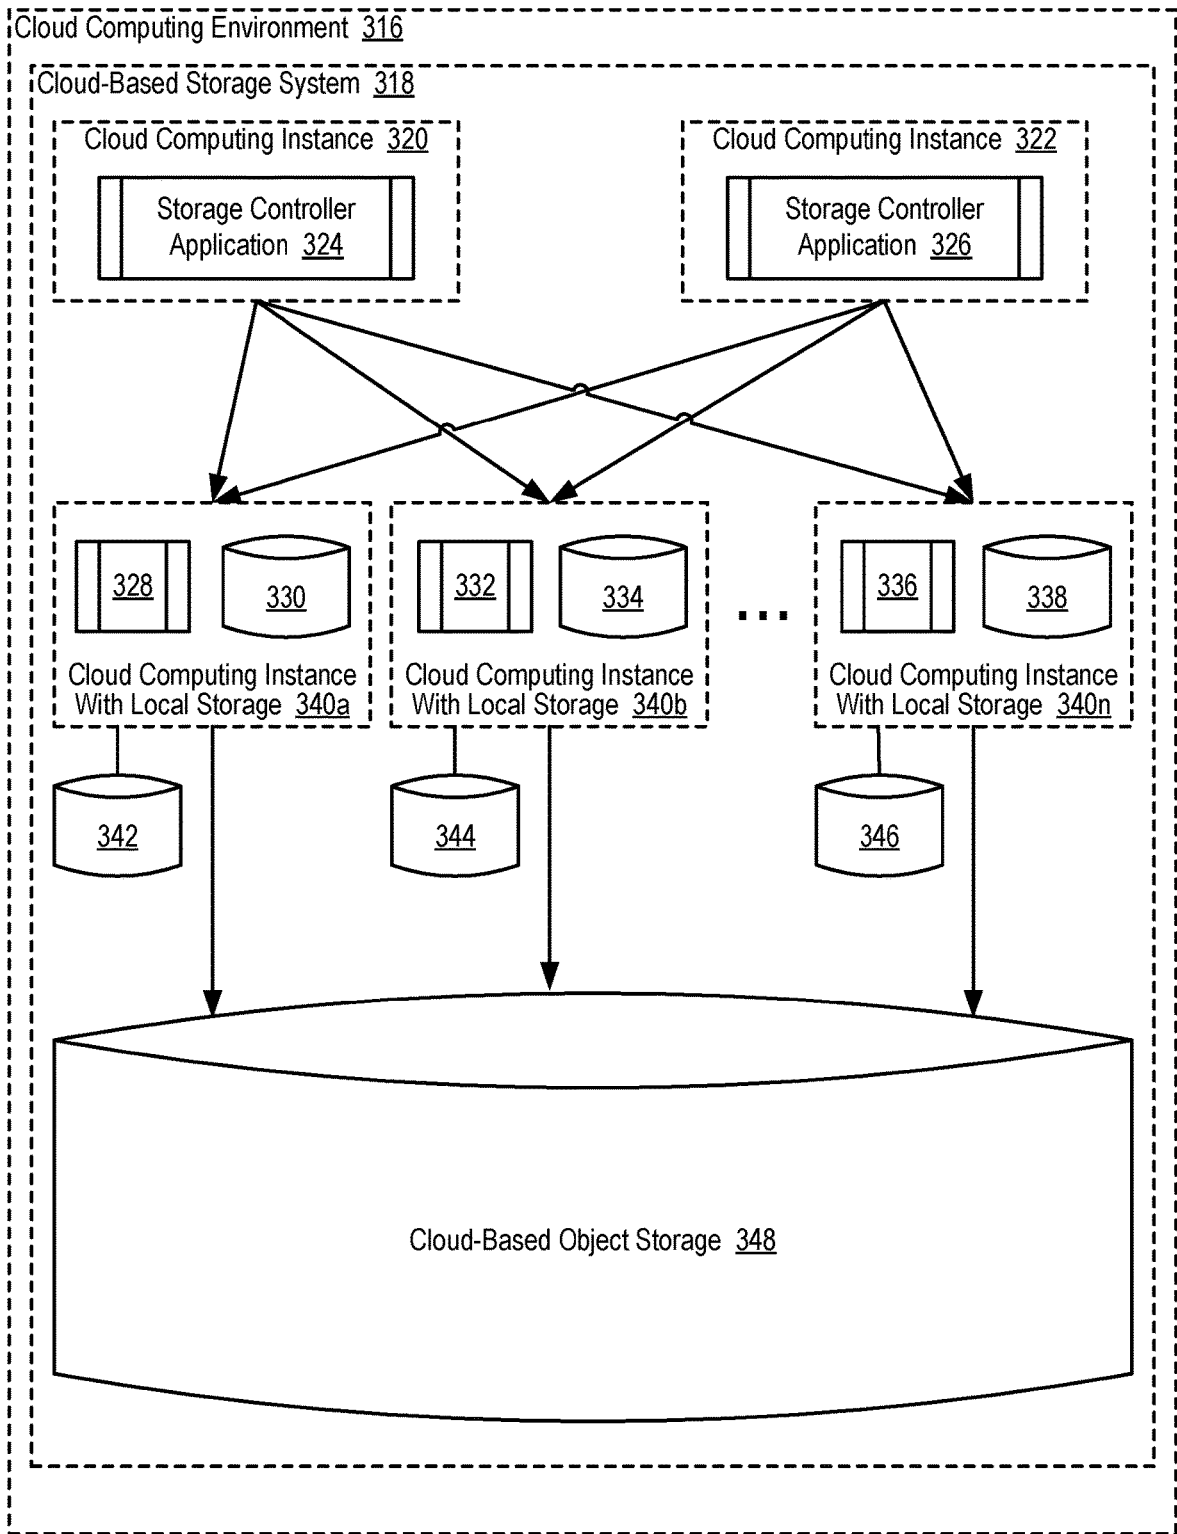 Cloud Computing Environment 316
Cloud-Based Storage System 318
Cloud Computing Instance 320
Storage Controller
Application 324
Cloud Computing Instance 322
Storage Controller
Application 326
328
330
Cloud Computing Instance
With Local Storage 340a
332
334
Cloud Computing Instance
With Local Storage 340b
...
336
338
Cloud Computing Instance
With Local Storage 340n
342
344
346
Cloud-Based Object Storage 348